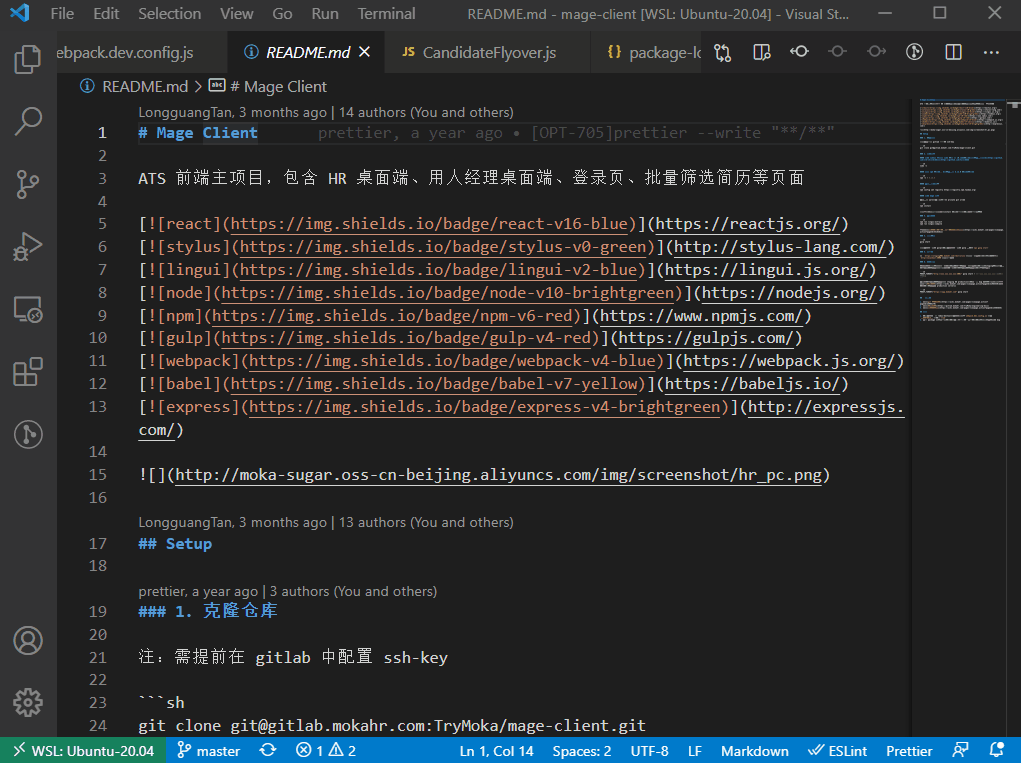 File Edit Selection View Go Run Terminal README.md - mage-client [WSL: Ubuntu-20.04] - Visual St...
ebpack.dev.config.js README.md JS CandidateFlyover.js {} package-lo
README.md > # Mage Client
LongguangTan, 3 months ago | 14 authors (You and others)
1 # Mage Client prettier, a year ago • [OPT-705]prettier --write "**/**"
2
3 ATS 前端主项目，包含 HR 桌面端、用人经理桌面端、登录页、批量筛选简历等页面
4
5 [![react](https://img.shields.io/badge/react-v16-blue)](https://reactjs.org/)
6 [![stylus](https://img.shields.io/badge/stylus-v0-green)](http://stylus-lang.com/)
7 [![lingui](https://img.shields.io/badge/lingui-v2-blue)](https://lingui.js.org/)
8 [![node](https://img.shields.io/badge/node-v10-brightgreen)](https://nodejs.org/)
9 [![npm](https://img.shields.io/badge/npm-v6-red)](https://www.npmjs.com/)
10 [![gulp](https://img.shields.io/badge/gulp-v4-red)](https://gulpjs.com/)
11 [![webpack](https://img.shields.io/badge/webpack-v4-blue)](https://webpack.js.org/)
12 [![babel](https://img.shields.io/badge/babel-v7-yellow)](https://babeljs.io/)
13 [![express](https://img.shields.io/badge/express-v4-brightgreen)](http://expressjs.
com/)
14
15 ![](http://moka-sugar.oss-cn-beijing.aliyuncs.com/img/screenshot/hr_pc.png)
16
LongguangTan, 3 months ago | 13 authors (You and others)
17 ## Setup
18
prettier, a year ago | 3 authors (You and others)
19 ### 1. 克隆仓库
20
21 注：需提前在 gitlab 中配置 ssh-key
22
23 ```sh
24 git clone git@gitlab.mokahr.com:TryMoka/mage-client.git
WSL: Ubuntu-20.04 master 1 2 Ln 1, Col 14 Spaces: 2 UTF-8 LF Markdown ESLint Prettier